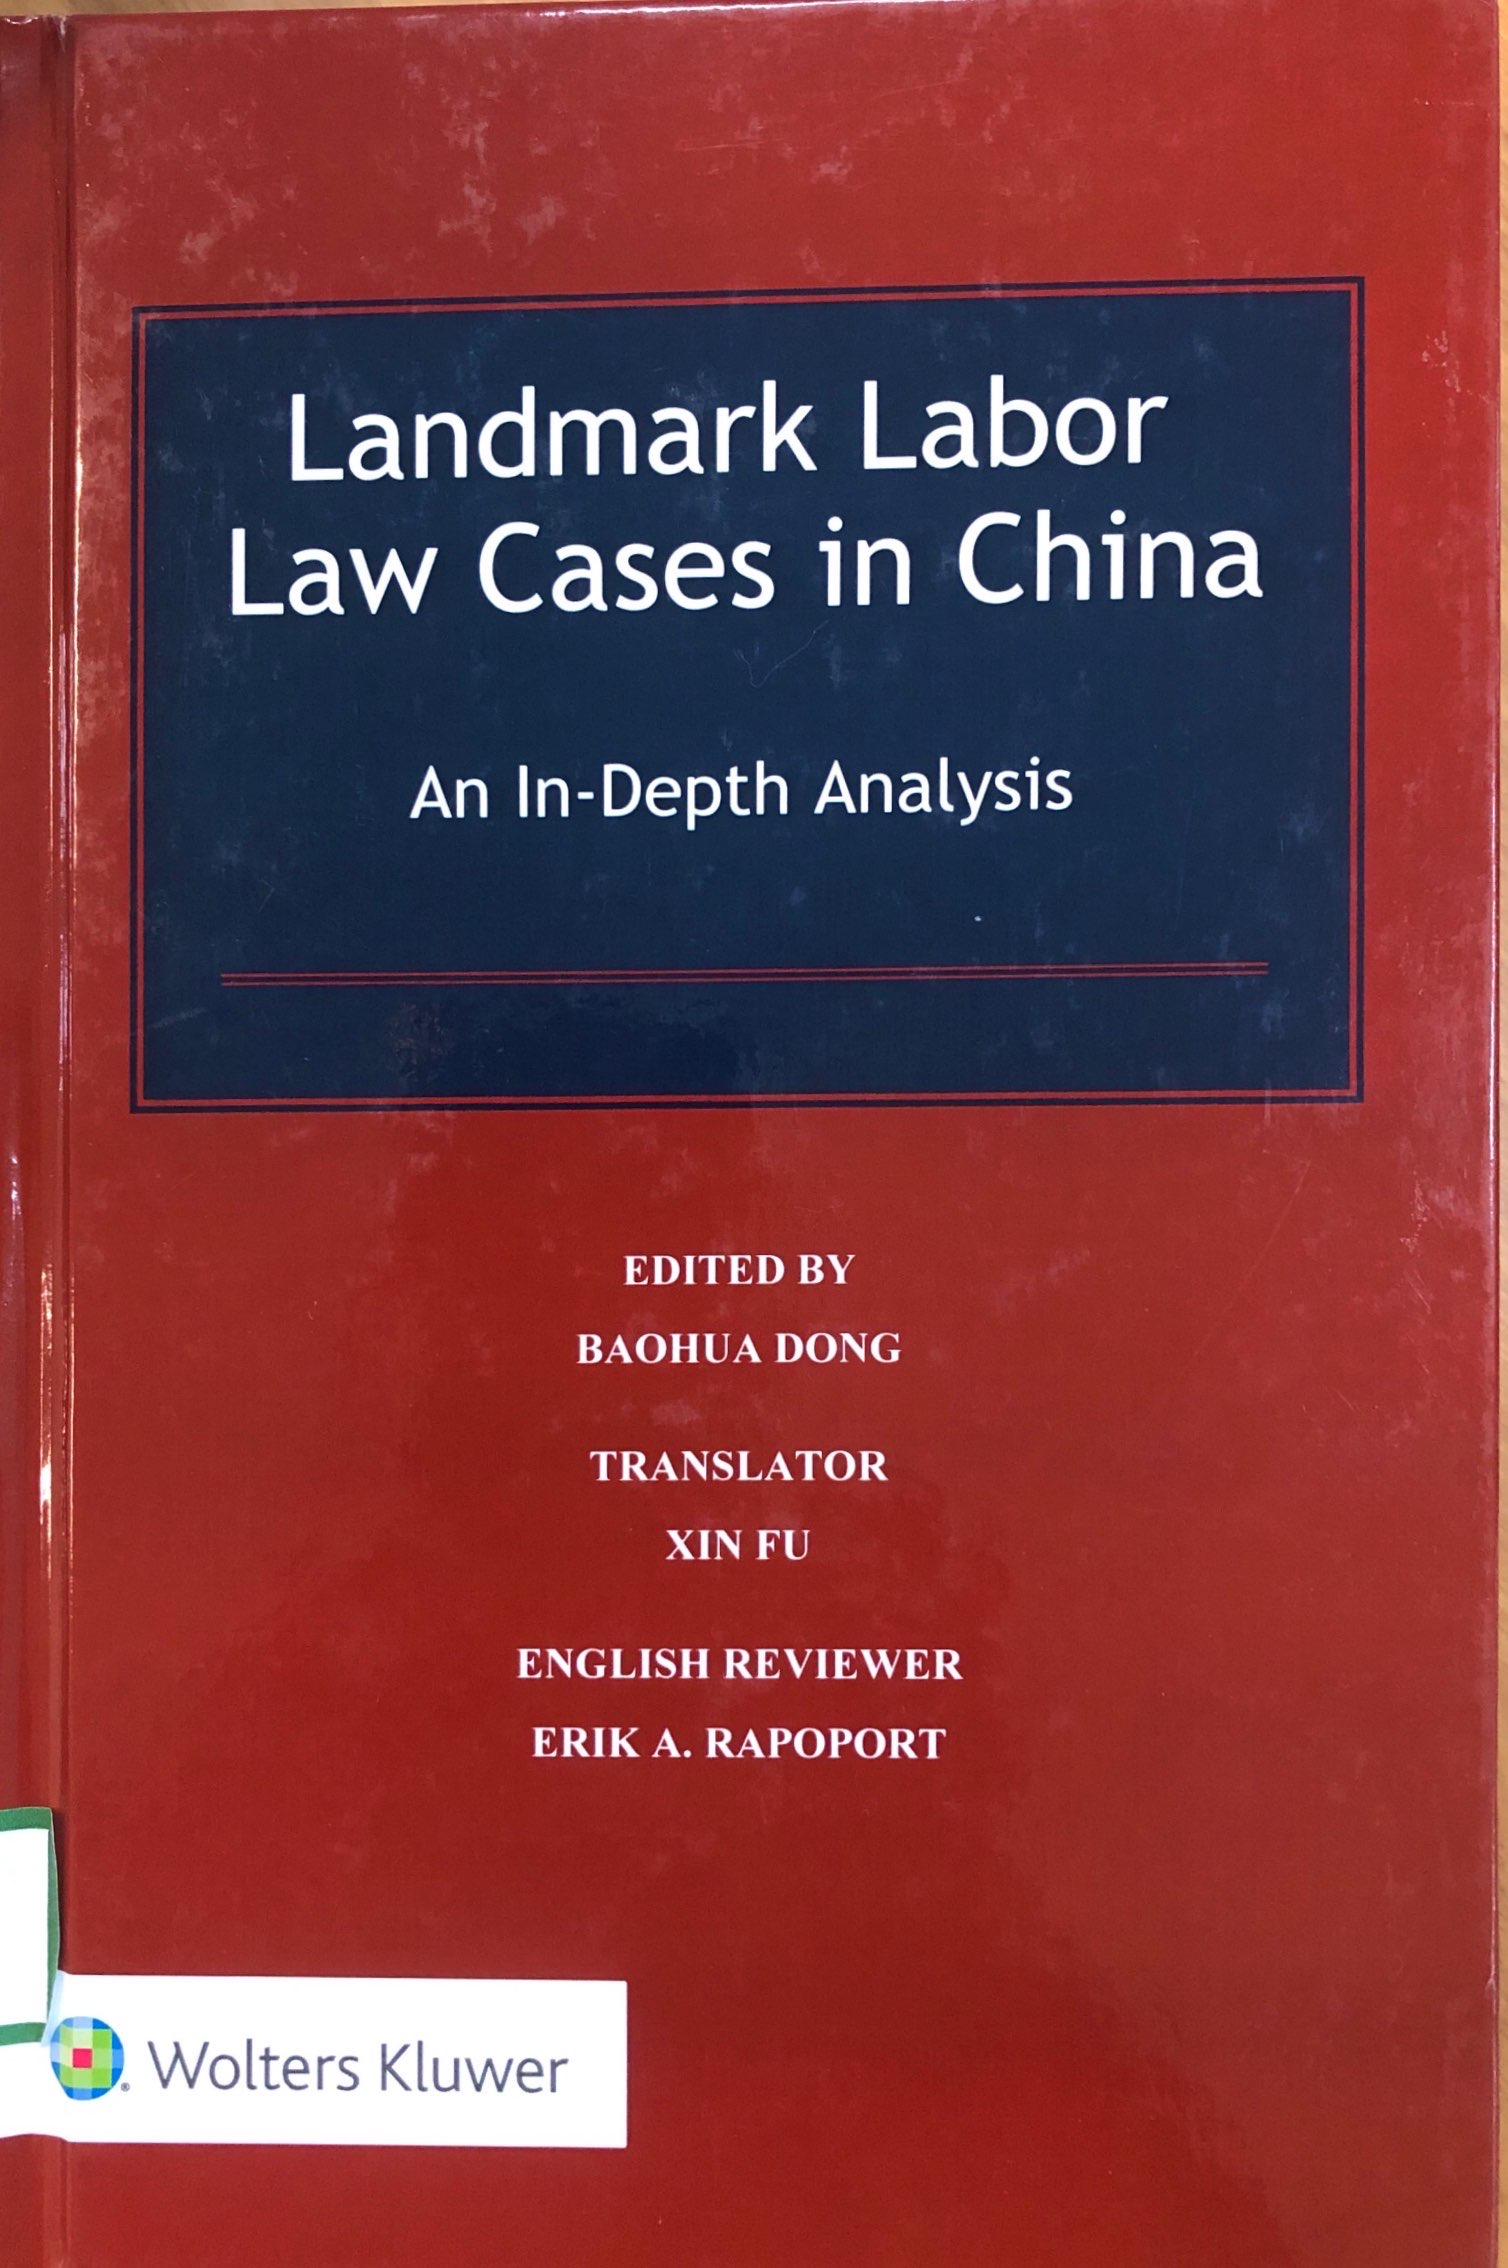 Landmark Labor
Law Cases in China
An In-Depth Analysis
EDITED BY
BAOHUA DONG
TRANSLATOR
XIN FU
ENGLISH REVIEWER
ERIK A. RAPOPORT
Wolters Kluwer